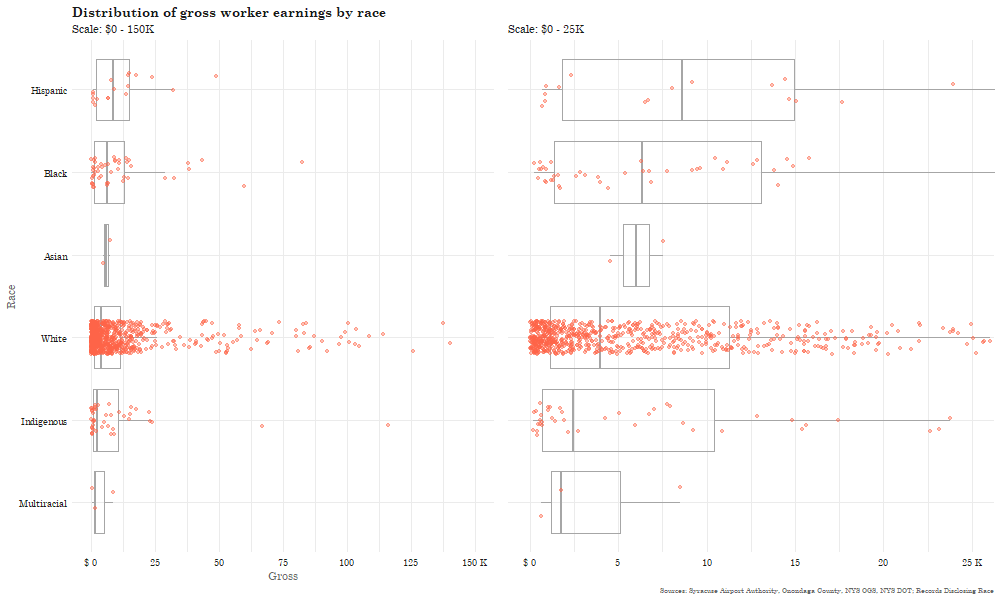 Distribution of gross worker earnings by race
Scale: $0 - 150K
Scale: $0 - 25K
Race
Hispanic
Black
Asian
White
Indigenous
Multiracial
$ 0 25 50 75 100 125 150 K
$ 0 5 10 15 20 25 K
Gross
Sources: Syracuse Airport Authority, Onondaga County, NYS OGS, NYS DOT; Records Disclosing Race